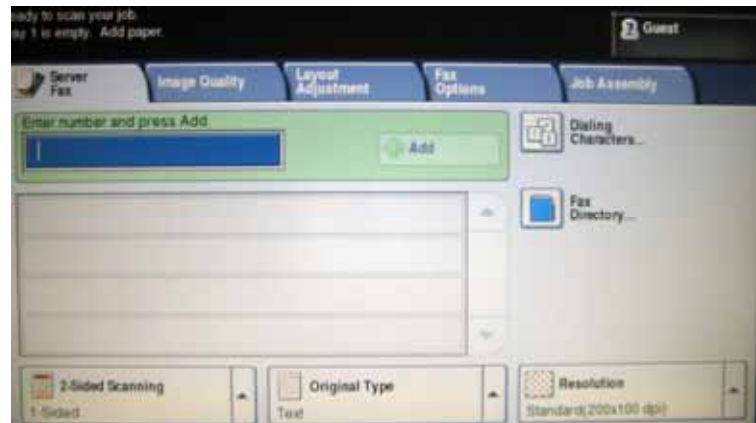 ady to scan your job.
ay 1 is empty. Add paper.
Guest
Server
Fax
Image Quality
Layout
Adjustment
Fax
Options
Job Assembly
Enter number and press Add
Add
Dialing
Characters...
Fax
Directory...
2-Sided Scanning
1-Sided
Original Type
Text
Resolution
Standard(200x100 dpi)